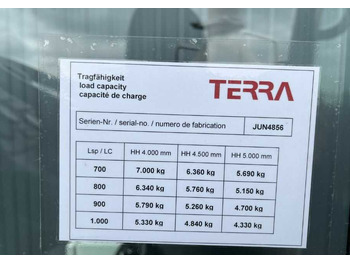 Tragfähigkeit
load capacity
capacité de charge
TERRA
Serien-Nr. / serial-no. / numero de fabrication JUN4856
Lsp / LC HH 4.000 mm HH 4.500 mm HH 5.000 mm
700 7.000 kg 6.360 kg 5.690 kg
800 6.340 kg 5.760 kg 5.150 kg
900 5.790 kg 5.260 kg 4.700 kg
1.000 5.330 kg 4.840 kg 4.330 kg